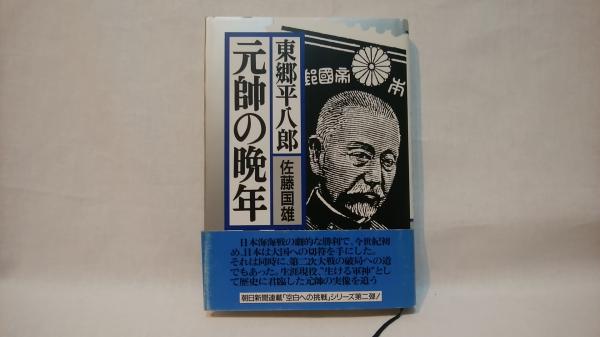 東郷平八郎
元帥の晩年
佐藤国雄
郵國帝本
日本海海戦の劇的な勝利で、今世紀初
め、日本は大国への切符を手にした。
それは同時に、第二次大戦の破局への道
でもあった。生涯現役、“生ける軍神”とし
て歴史に君臨した元帥の実像を追う
朝日新聞連載「空白への挑戦」シリーズ第二弾!